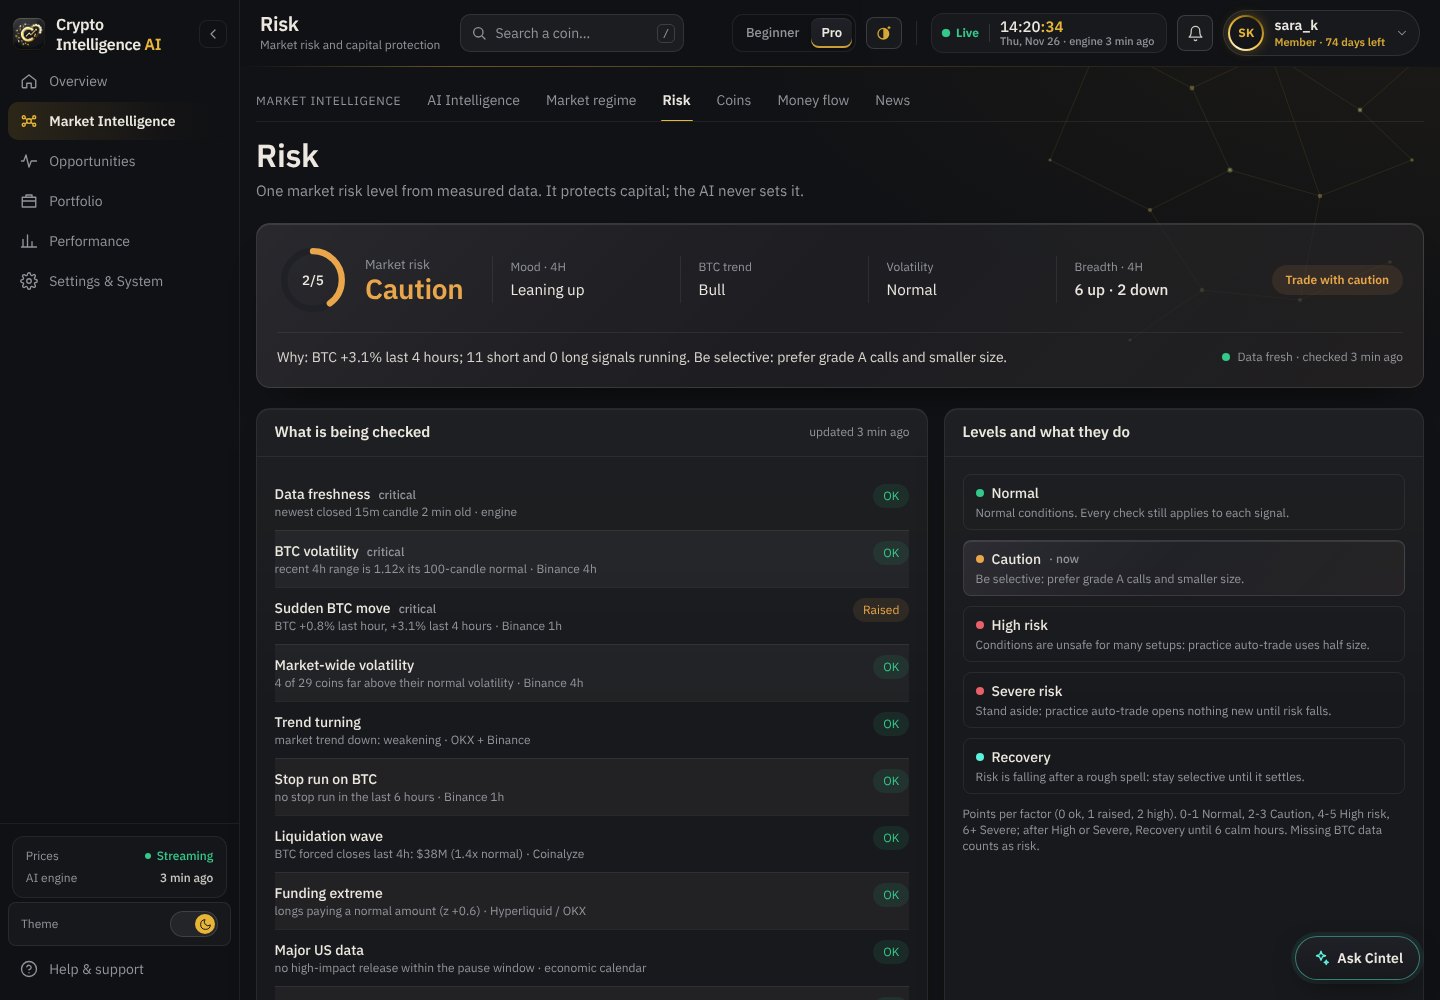 Crypto
Intelligence AI
Overview
Market Intelligence
Opportunities
Portfolio
Performance
Settings & System
Prices
Streaming
AI engine
3 min ago
Theme
Help & support
Risk
Market risk and capital protection
Search a coin...
/
Beginner
Pro
Live
14:20:34
Thu, Nov 26 · engine 3 min ago
SK
sara_k
Member · 74 days left
MARKET INTELLIGENCE
AI Intelligence
Market regime
Risk
Coins
Money flow
News
Risk
One market risk level from measured data. It protects capital; the AI never sets it.
2/5
Market risk
Caution
Mood · 4H
Leaning up
BTC trend
Bull
Volatility
Normal
Breadth · 4H
6 up · 2 down
Trade with caution
Why: BTC +3.1% last 4 hours; 11 short and 0 long signals running. Be selective: prefer grade A calls and smaller size.
Data fresh · checked 3 min ago
What is being checked
updated 3 min ago
Data freshness critical
newest closed 15m candle 2 min old · engine
OK
BTC volatility critical
recent 4h range is 1.12x its 100-candle normal · Binance 4h
OK
Sudden BTC move critical
BTC +0.8% last hour, +3.1% last 4 hours · Binance 1h
Raised
Market-wide volatility
4 of 29 coins far above their normal volatility · Binance 4h
OK
Trend turning
market trend down: weakening · OKX + Binance
OK
Stop run on BTC
no stop run in the last 6 hours · Binance 1h
OK
Liquidation wave
BTC forced closes last 4h: $38M (1.4x normal) · Coinalyze
OK
Funding extreme
longs paying a normal amount (z +0.6) · Hyperliquid / OKX
OK
Major US data
no high-impact release within the pause window · economic calendar
OK
Levels and what they do
Normal
Normal conditions. Every check still applies to each signal.
Caution · now
Be selective: prefer grade A calls and smaller size.
High risk
Conditions are unsafe for many setups: practice auto-trade uses half size.
Severe risk
Stand aside: practice auto-trade opens nothing new until risk falls.
Recovery
Risk is falling after a rough spell: stay selective until it settles.
Points per factor (0 ok, 1 raised, 2 high). 0-1 Normal, 2-3 Caution, 4-5 High risk,
6+ Severe; after High or Severe, Recovery until 6 calm hours. Missing BTC data
counts as risk.
Ask Cintel